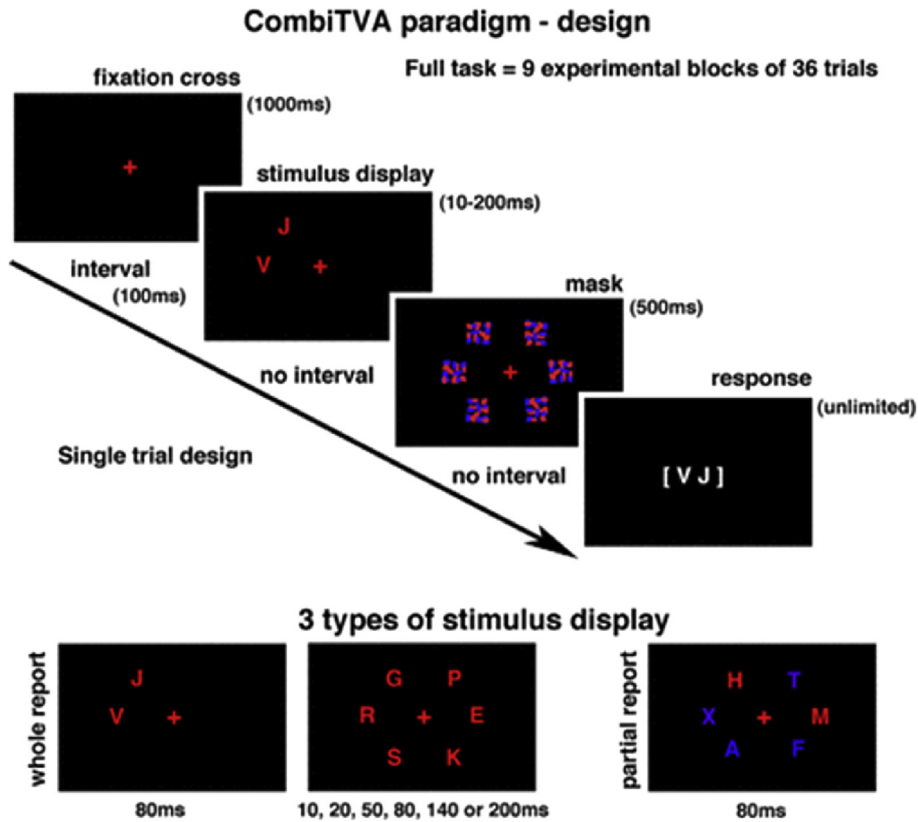 CombiTVA paradigm - design
Full task = 9 experimental blocks of 36 trials
fixation cross
(1000ms)
+
stimulus display
(10-200ms)
J
V +
interval
(100ms)
mask
(500ms)
+
no interval
response
(unlimited)
[ V J ]
Single trial design
no interval
3 types of stimulus display
whole report
J
V +
80ms
G P
R + E
S K
10, 20, 50, 80, 140 or 200ms
partial report
H T
X + M
A F
80ms